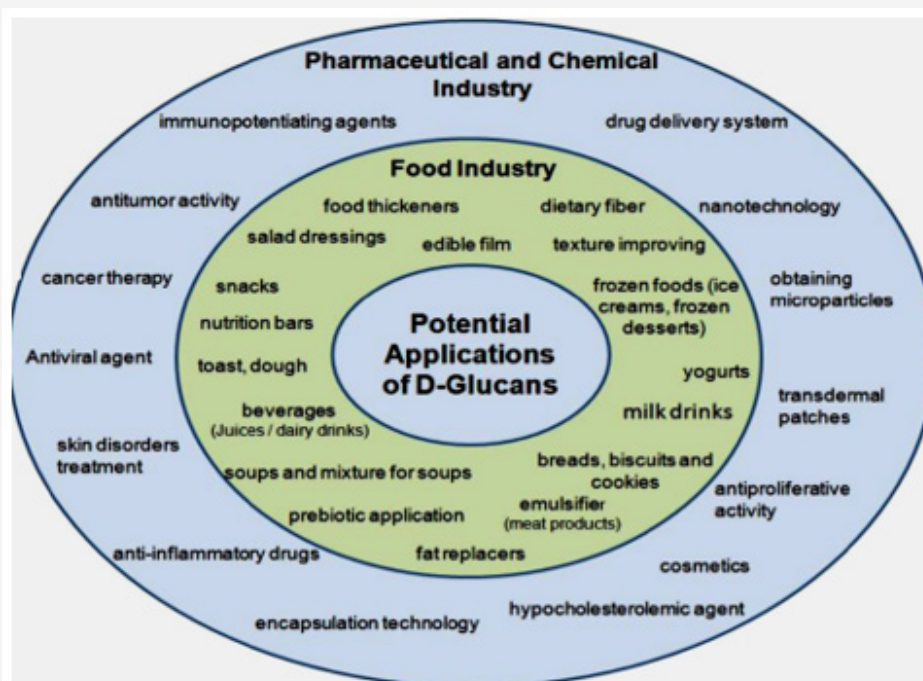 Pharmaceutical and Chemical
Industry
immunopotentiating agents
drug delivery system
antitumor activity
nanotechnology
cancer therapy
obtaining
microparticles
Antiviral agent
transdermal
patches
skin disorders
treatment
antiproliferative
activity
anti-inflammatory drugs
cosmetics
encapsulation technology
hypocholesterolemic agent
Food Industry
food thickeners
dietary fiber
salad dressings
edible film
texture improving
snacks
frozen foods (ice
creams, frozen
desserts)
nutrition bars
toast, dough
yogurts
beverages
(Juices / dairy drinks)
milk drinks
soups and mixture for soups
breads, biscuits and
cookies
prebiotic application
emulsifier
(meat products)
fat replacers
Potential
Applications
of D-Glucans